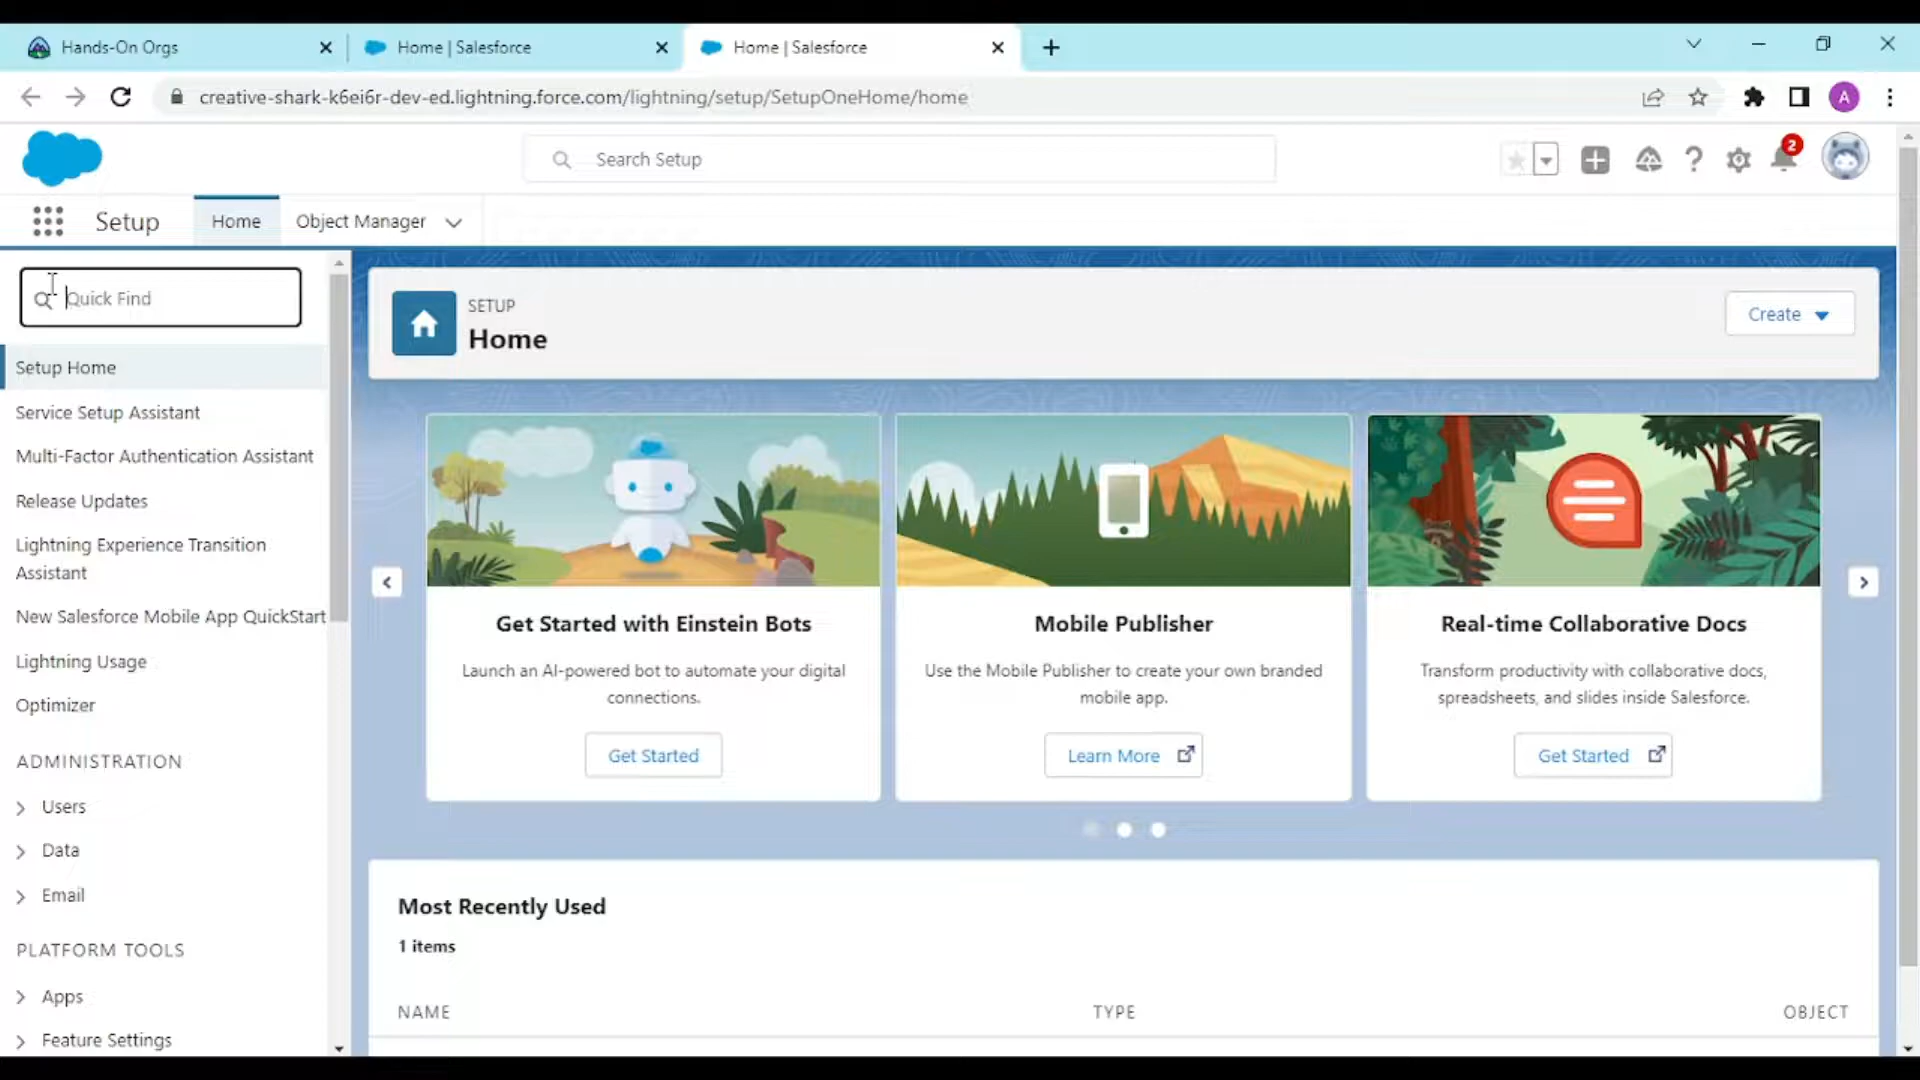 Hands-On Orgs
Home | Salesforce
Home | Salesforce
creative-shark-k6ei6r-dev-ed.lightning.force.com/lightning/setup/SetupOneHome/home
A
Search Setup
2
Setup
Home
Object Manager
Quick Find
Setup Home
Service Setup Assistant
Multi-Factor Authentication Assistant
Release Updates
Lightning Experience Transition
Assistant
New Salesforce Mobile App QuickStart
Lightning Usage
Optimizer
ADMINISTRATION
Users
Data
Email
PLATFORM TOOLS
Apps
Feature Settings
SETUP
Home
Create
Get Started with Einstein Bots
Launch an AI-powered bot to automate your digital
connections.
Get Started
Mobile Publisher
Use the Mobile Publisher to create your own branded
mobile app.
Learn More
Real-time Collaborative Docs
Transform productivity with collaborative docs,
spreadsheets, and slides inside Salesforce.
Get Started
Most Recently Used
1 items
NAME
TYPE
OBJECT